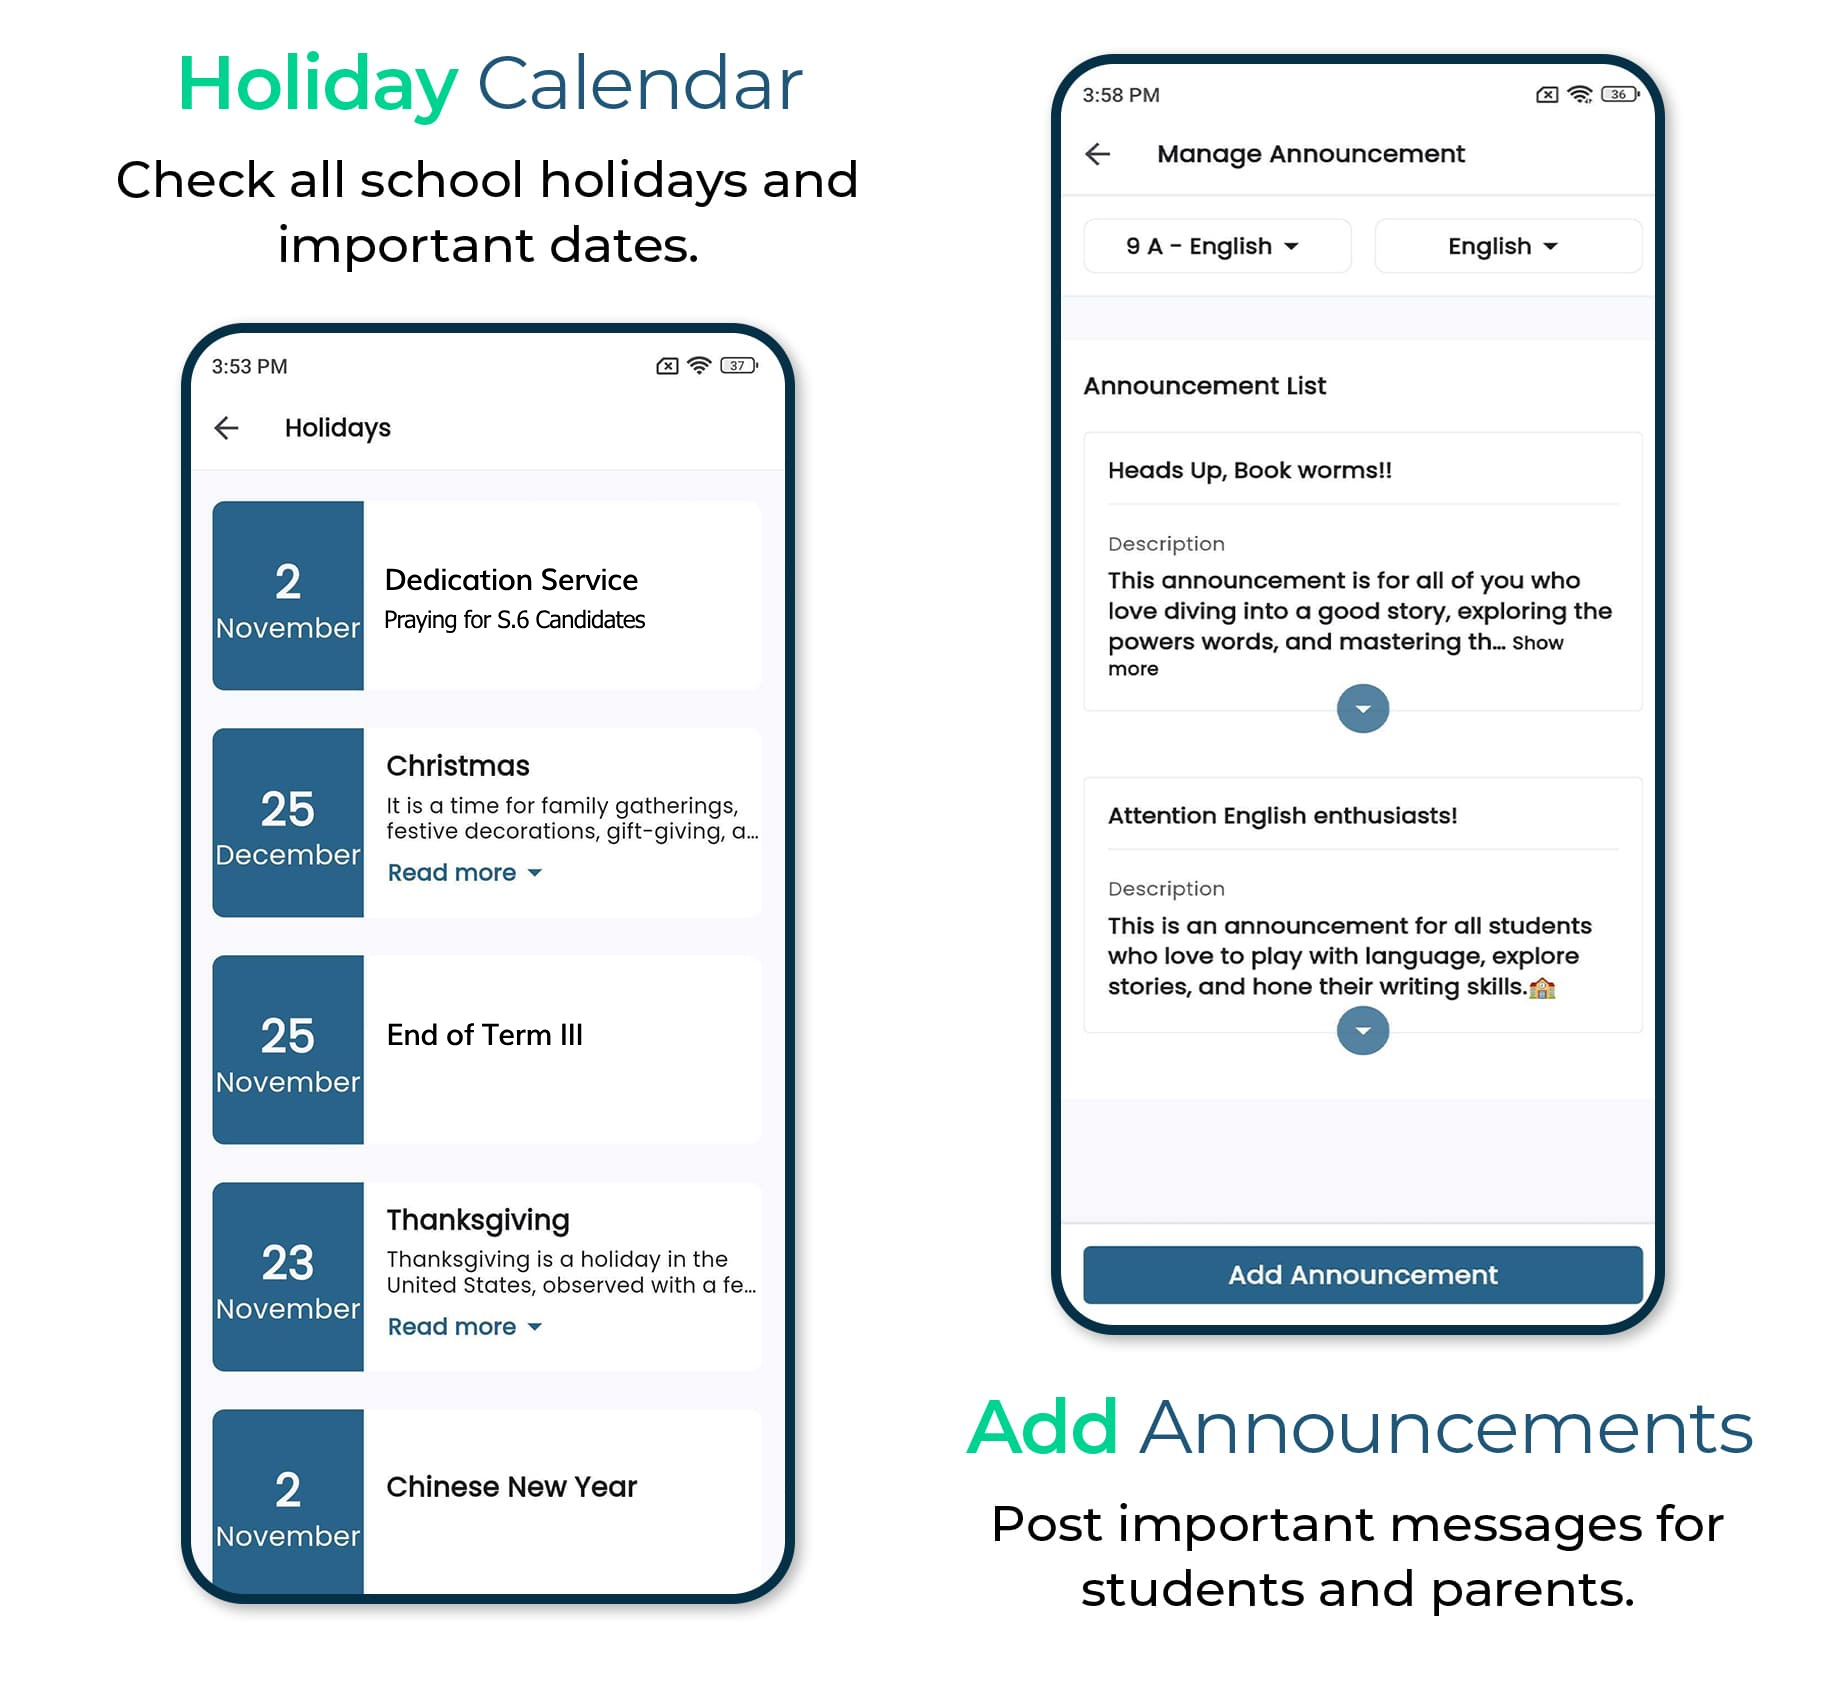 Holiday Calendar
Check all school holidays and
important dates.
3:53 PM
37
Holidays
2
November
Dedication Service
Praying for S.6 Candidates
25
December
Christmas
It is a time for family gatherings,
festive decorations, gift-giving, a...
Read more
25
November
End of Term III
23
November
Thanksgiving
Thanksgiving is a holiday in the
United States, observed with a fe...
Read more
2
November
Chinese New Year
3:58 PM
36
Manage Announcement
9 A - English
English
Announcement List
Heads Up, Book worms!!
Description
This announcement is for all of you who
love diving into a good story, exploring the
powers words, and mastering th... Show
more
Attention English enthusiasts!
Description
This is an announcement for all students
who love to play with language, explore
stories, and hone their writing skills.🏫
Add Announcement
Add Announcements
Post important messages for
students and parents.